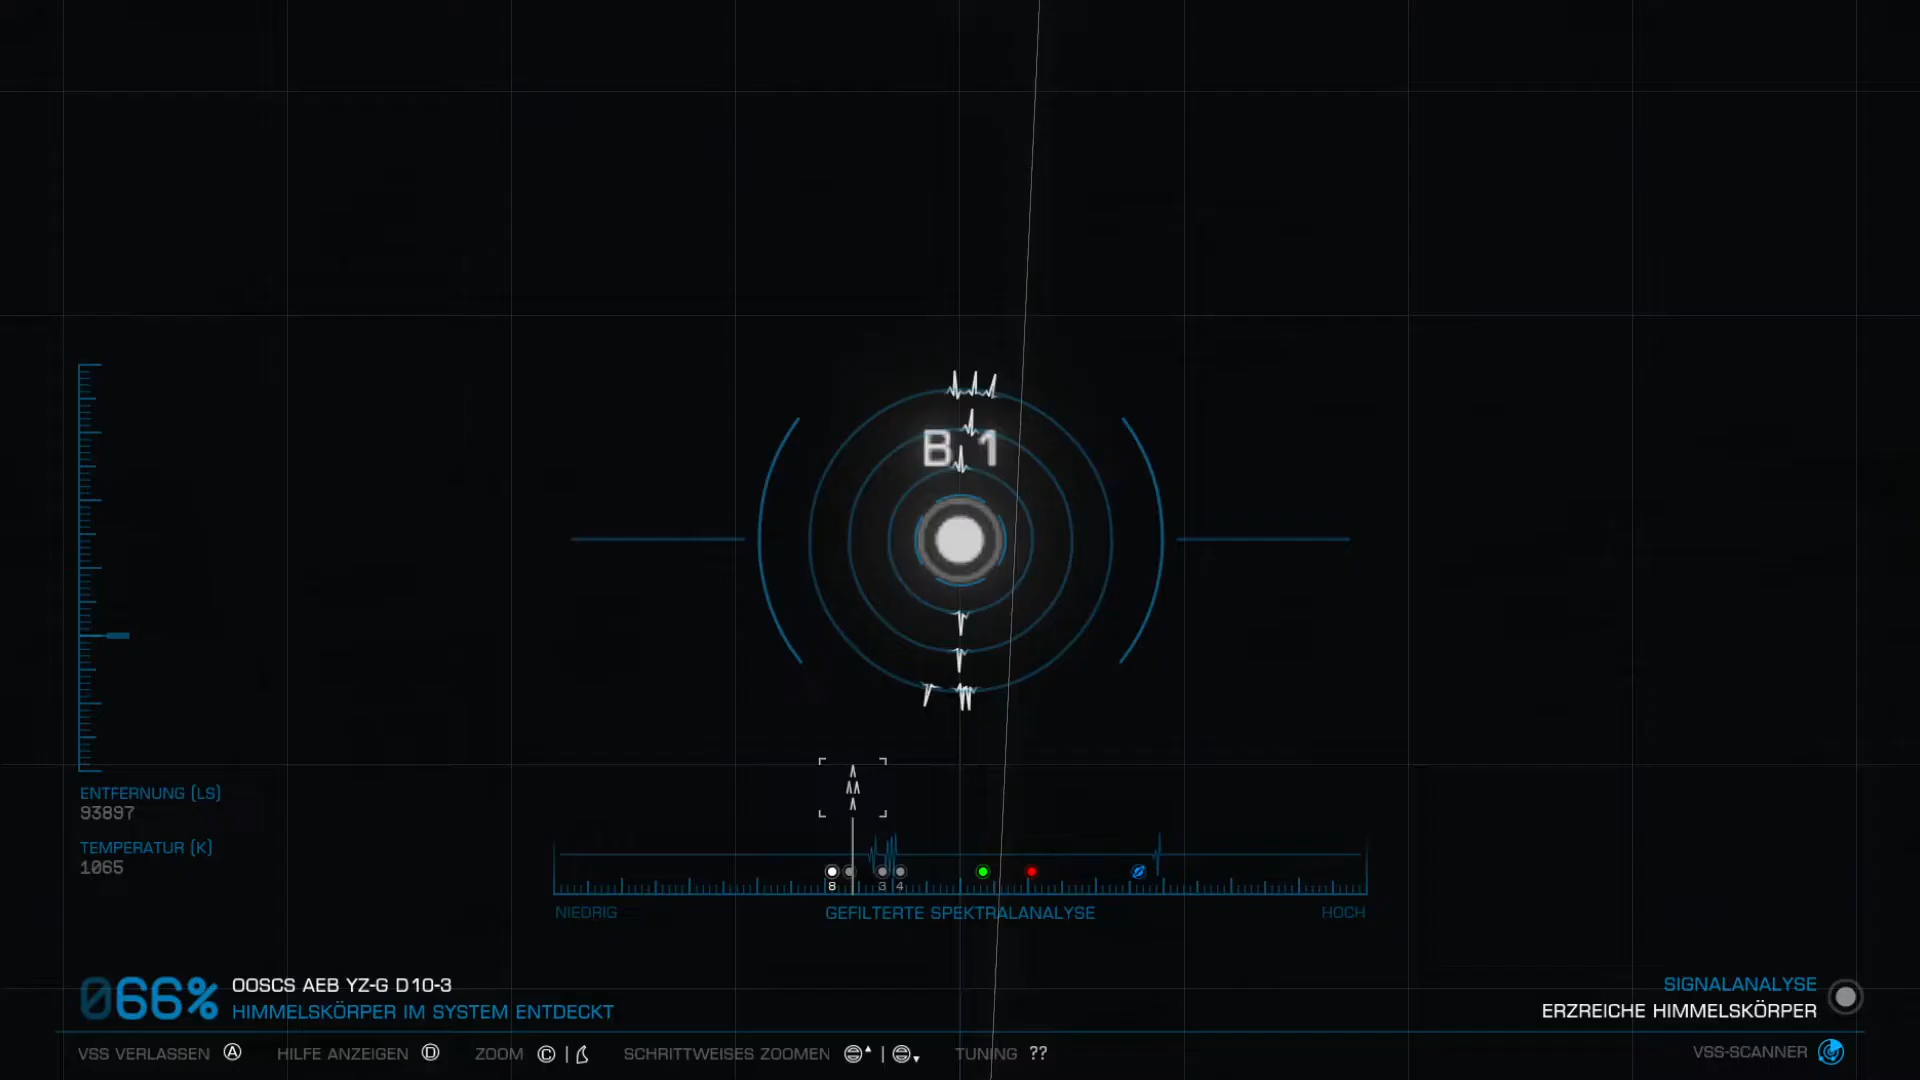 B 1
ENTFERNUNG (LS)
93897
TEMPERATUR (K)
1065
8 3 4
NIEDRIG
GEFILTERTE SPEKTRALANALYSE
HOCH
066%
OOSCS AEB YZ-G D10-3
HIMMELSKÖRPER IM SYSTEM ENTDECKT
SIGNALANALYSE
ERZREICHE HIMMELSKÖRPER
VSS VERLASSEN A
HILFE ANZEIGEN D
ZOOM C |
SCHRITTWEISES ZOOMEN |
TUNING ??
VSS-SCANNER